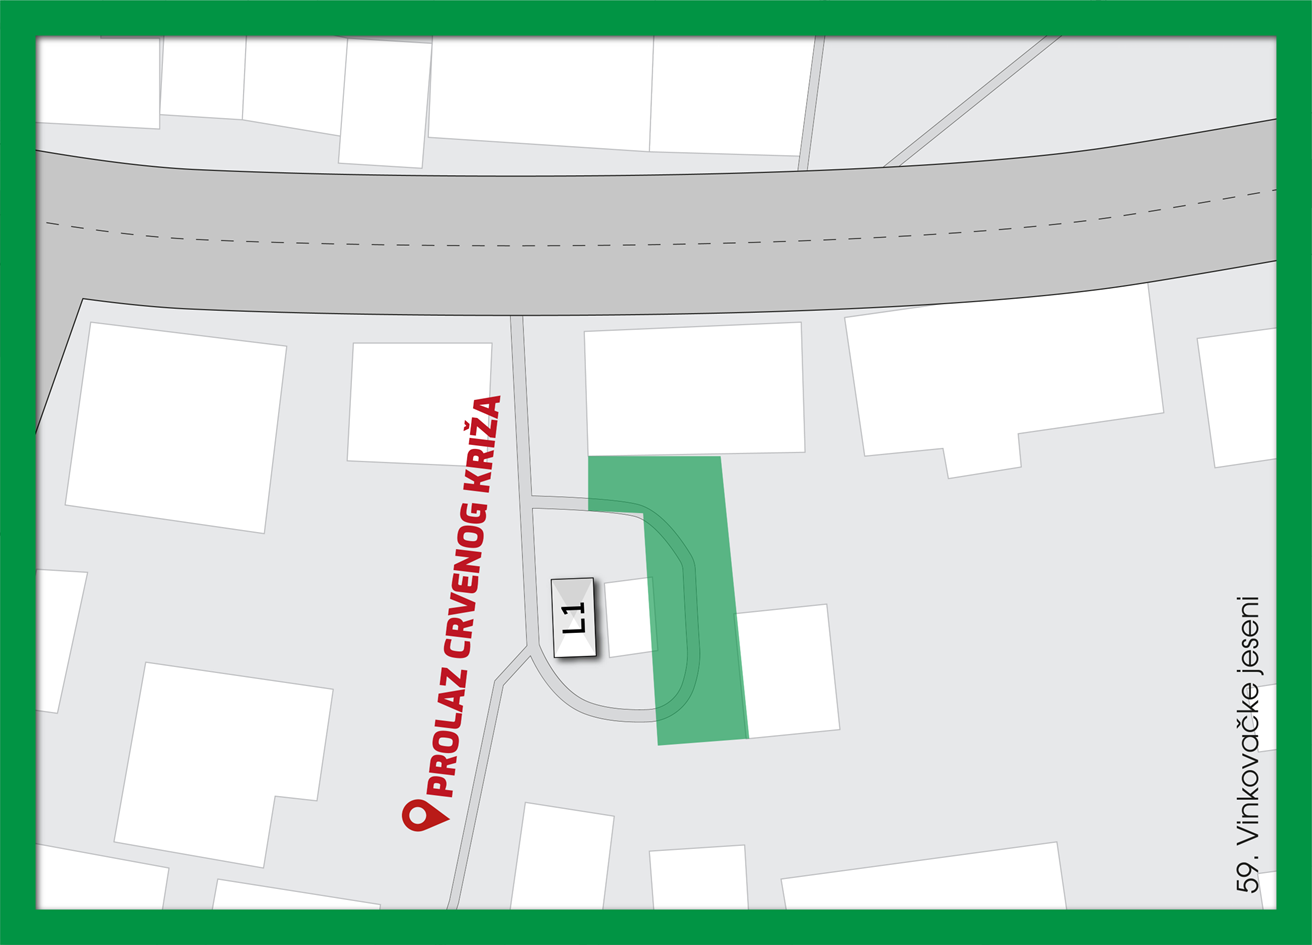 PROLAZ CRVENOG KRIŽA
L1
59. Vinkovačke jeseni